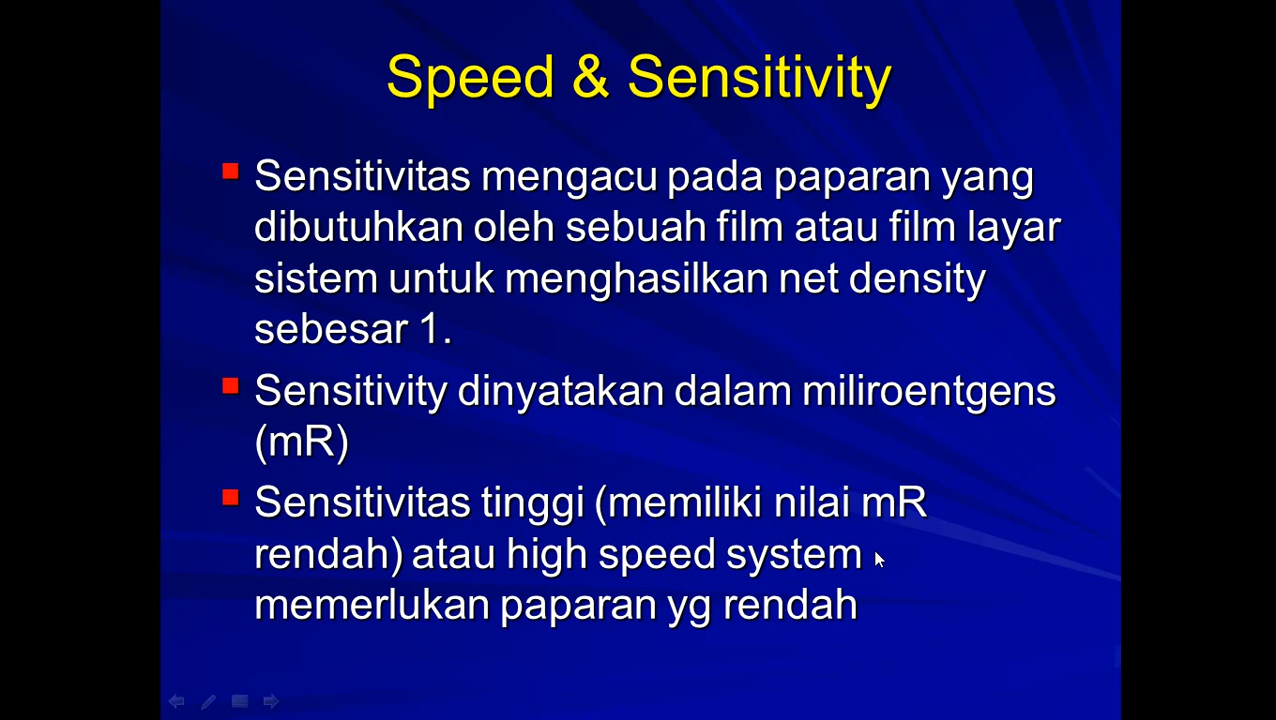 Speed & Sensitivity
Sensitivitas mengacu pada paparan yang
dibutuhkan oleh sebuah film atau film layar
sistem untuk menghasilkan net density
sebesar 1.
Sensitivity dinyatakan dalam miliroentgens
(mR)
Sensitivitas tinggi (memiliki nilai mR
rendah) atau high speed system
memerlukan paparan yg rendah